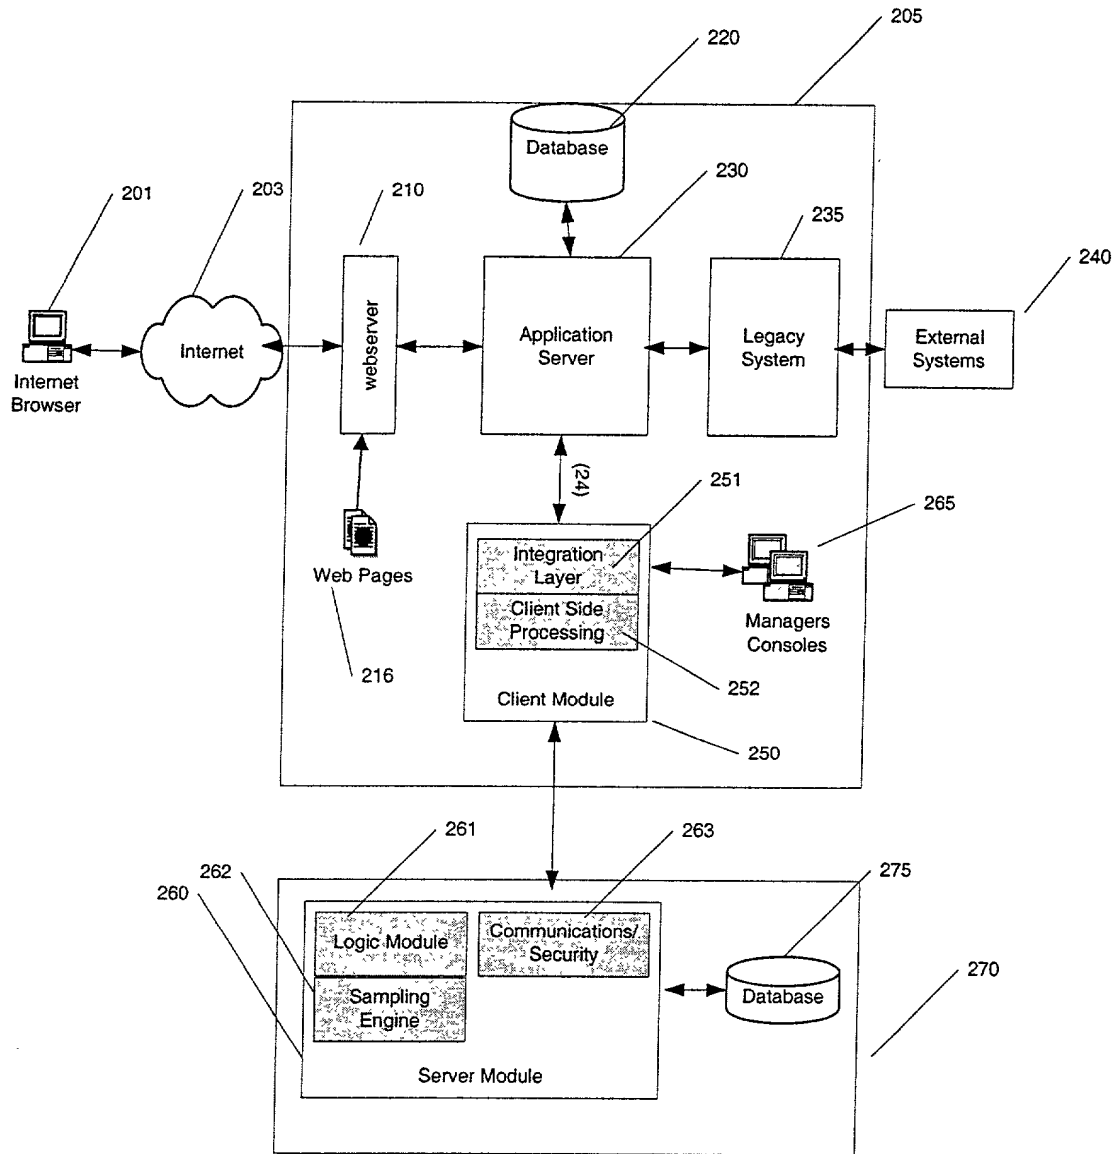 220
205
Database
201
203
210
230
235
240
webserver
Application
Server
Legacy
System
External
Systems
Internet
Internet
Browser
(24)
251
265
Web Pages
Integration
Layer
Client Side
Processing
Managers
Consoles
216
252
Client Module
250
261
263
262
275
260
Logic Module
Communications/
Security
270
Sampling
Engine
Database
Server Module